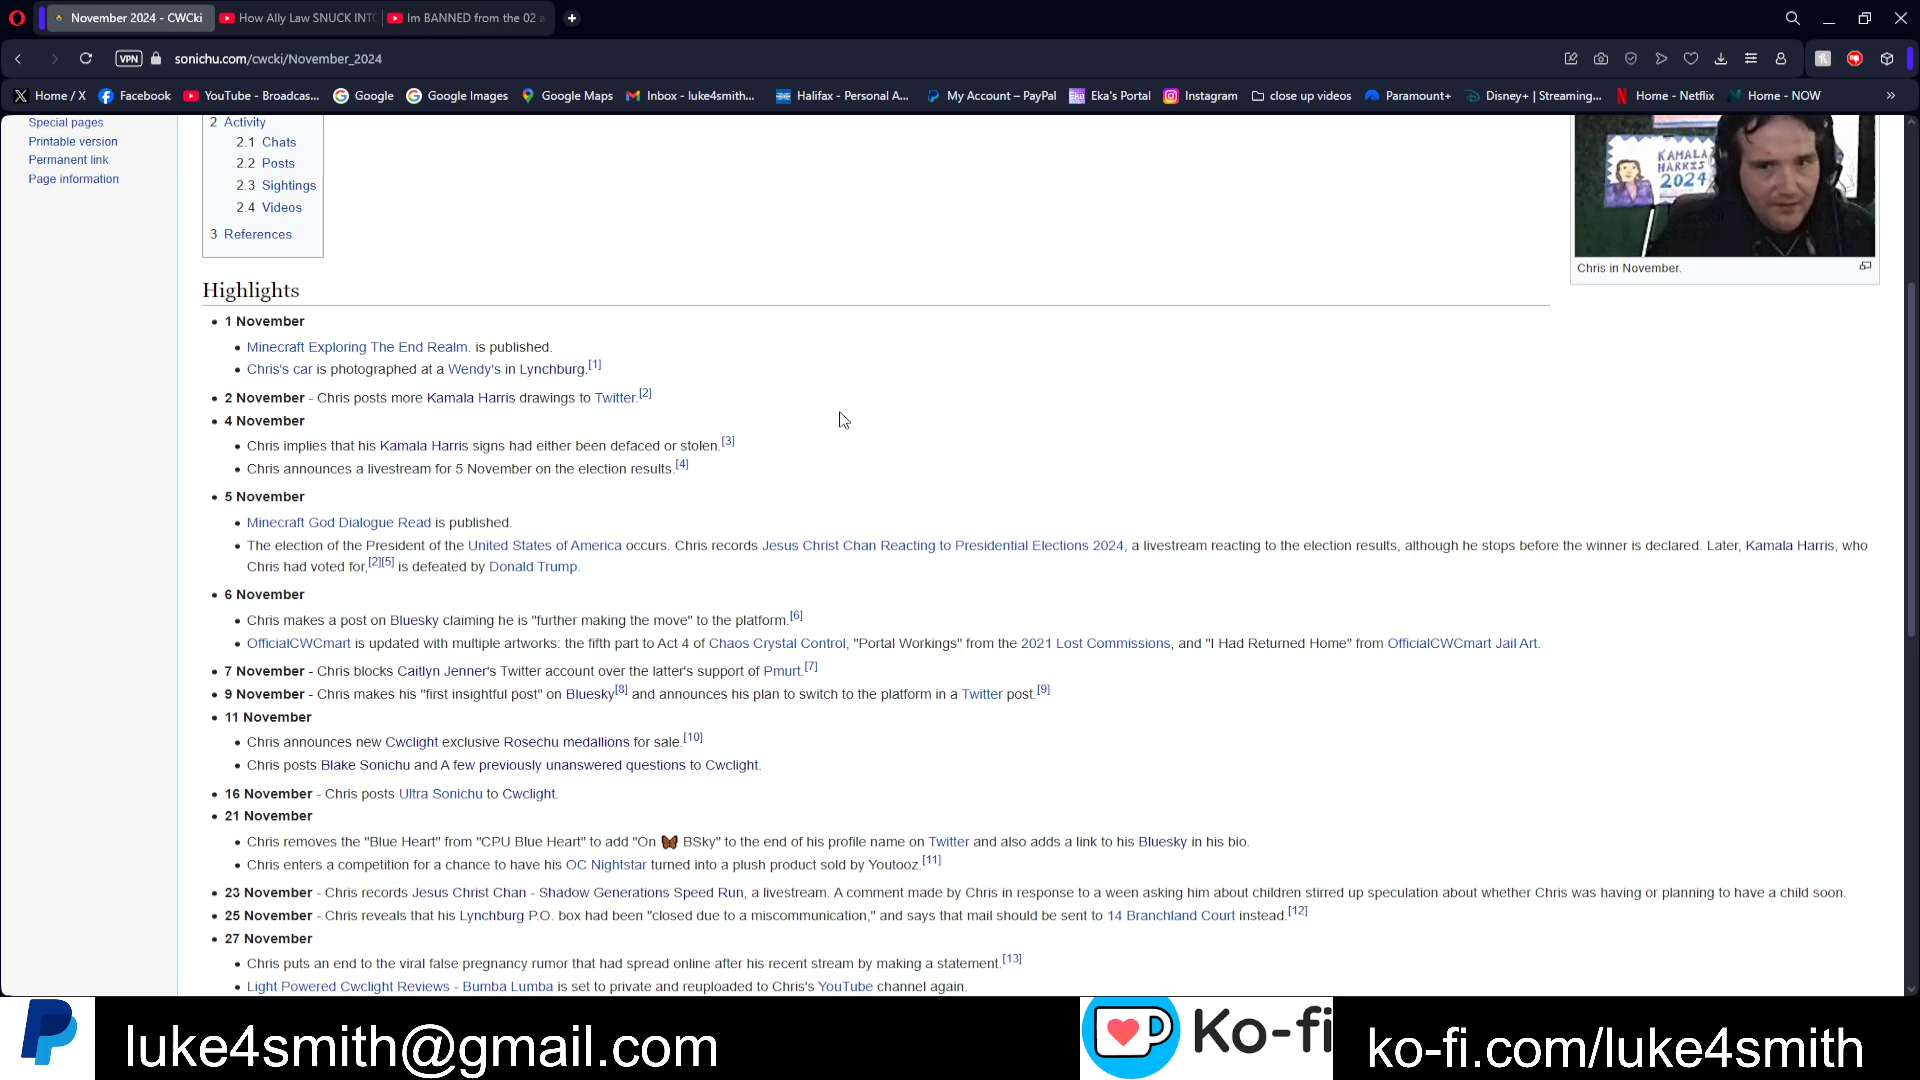 November 2024 - CWCki
How Ally Law SNUCK INTO
Im BANNED from the 02 a
VPN
sonichu.com/cwcki/November_2024
Home / X
Facebook
YouTube - Broadcas...
Google
Google Images
Google Maps
Inbox - luke4smith...
Halifax - Personal A...
My Account – PayPal
Eka's Portal
Instagram
close up videos
Paramount+
Disney+ | Streaming...
Home - Netflix
Home - NOW
»
Special pages
Printable version
Permanent link
Page information
2 Activity
2.1 Chats
2.2 Posts
2.3 Sightings
2.4 Videos
3 References
KAMALA
HARRIS
2024
Chris in November.
Highlights
1 November
Minecraft Exploring The End Realm. is published.
Chris's car is photographed at a Wendy's in Lynchburg.[1]
2 November - Chris posts more Kamala Harris drawings to Twitter.[2]
4 November
Chris implies that his Kamala Harris signs had either been defaced or stolen.[3]
Chris announces a livestream for 5 November on the election results.[4]
5 November
Minecraft God Dialogue Read is published.
The election of the President of the United States of America occurs. Chris records Jesus Christ Chan Reacting to Presidential Elections 2024, a livestream reacting to the election results, although he stops before the winner is declared. Later, Kamala Harris, who
Chris had voted for,[2][5] is defeated by Donald Trump.
6 November
Chris makes a post on Bluesky claiming he is "further making the move" to the platform.[6]
OfficialCWCmart is updated with multiple artworks: the fifth part to Act 4 of Chaos Crystal Control, "Portal Workings" from the 2021 Lost Commissions, and "I Had Returned Home" from OfficialCWCmart Jail Art.
7 November - Chris blocks Caitlyn Jenner's Twitter account over the latter's support of Pmurt.[7]
9 November - Chris makes his "first insightful post" on Bluesky[8] and announces his plan to switch to the platform in a Twitter post.[9]
11 November
Chris announces new Cwclight exclusive Rosechu medallions for sale.[10]
Chris posts Blake Sonichu and A few previously unanswered questions to Cwclight.
16 November - Chris posts Ultra Sonichu to Cwclight.
21 November
Chris removes the "Blue Heart" from "CPU Blue Heart" to add "On 🦋 BSky" to the end of his profile name on Twitter and also adds a link to his Bluesky in his bio.
Chris enters a competition for a chance to have his OC Nightstar turned into a plush product sold by Youtooz.[11]
23 November - Chris records Jesus Christ Chan - Shadow Generations Speed Run, a livestream. A comment made by Chris in response to a ween asking him about children stirred up speculation about whether Chris was having or planning to have a child soon.
25 November - Chris reveals that his Lynchburg P.O. box had been "closed due to a miscommunication," and says that mail should be sent to 14 Branchland Court instead.[12]
27 November
Chris puts an end to the viral false pregnancy rumor that had spread online after his recent stream by making a statement.[13]
Light Powered Cwclight Reviews - Bumba Lumba is set to private and reuploaded to Chris's YouTube channel again.
luke4smith@gmail.com
Ko-fi
ko-fi.com/luke4smith